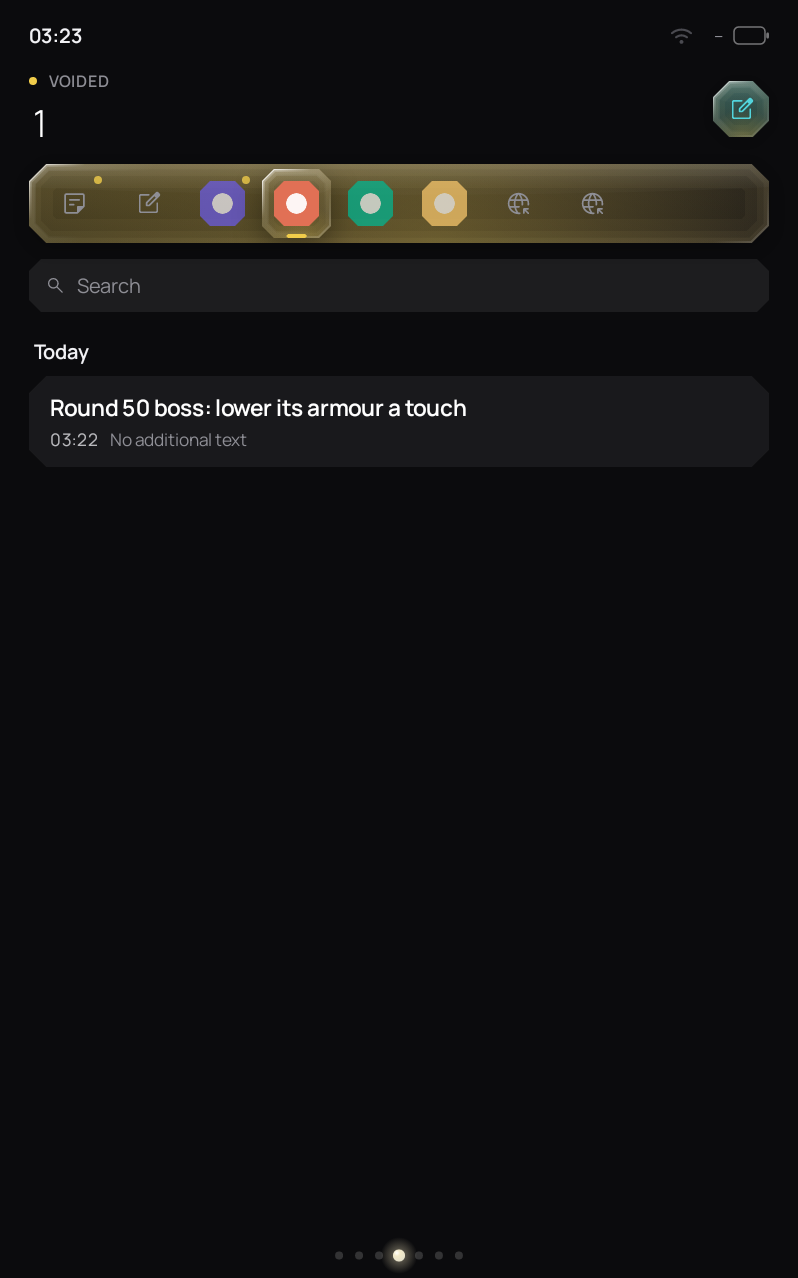 03:23
VOIDED
1
Search
Today
Round 50 boss: lower its armour a touch
03:22 No additional text